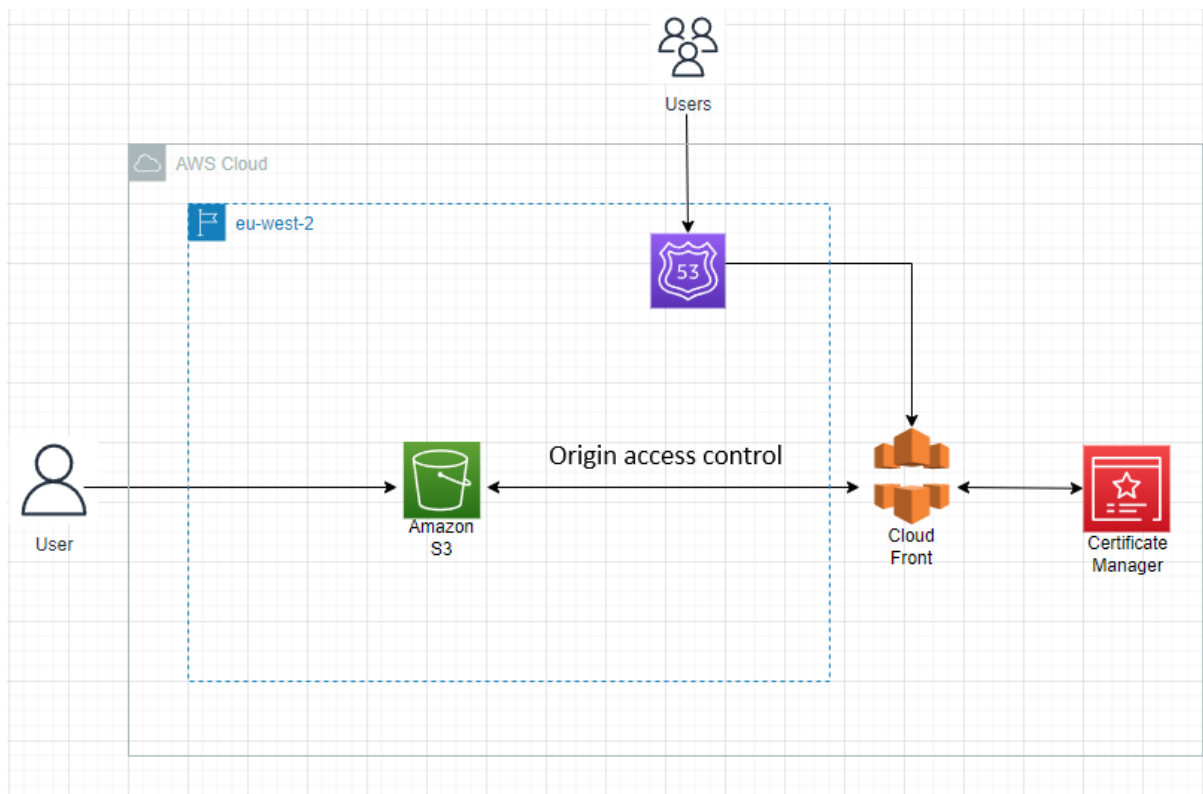 Users
AWS Cloud
eu-west-2
53
Origin access control
User
Amazon
S3
Cloud
Front
Certificate
Manager